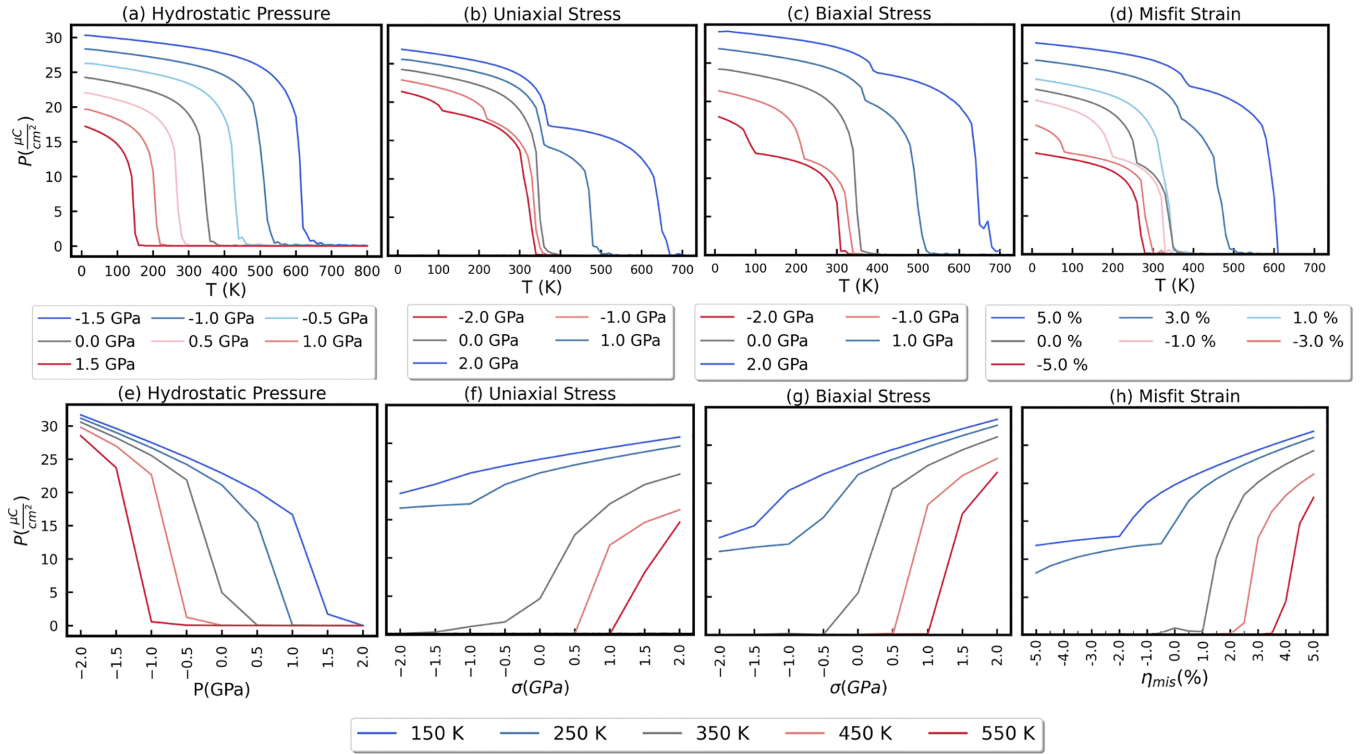 (a) Hydrostatic Pressure (b) Uniaxial Stress (c) Biaxial Stress (d) Misfit Strain
P(μC/cm²)
30
25
20
15
10
5
0
0 100 200 300 400 500 600 700 800
0 100 200 300 400 500 600 700
0 100 200 300 400 500 600 700
0 100 200 300 400 500 600 700
T (K) T (K) T (K) T (K)
-1.5 GPa -1.0 GPa -0.5 GPa
0.0 GPa 0.5 GPa 1.0 GPa
1.5 GPa
-2.0 GPa -1.0 GPa
0.0 GPa 1.0 GPa
2.0 GPa
-2.0 GPa -1.0 GPa
0.0 GPa 1.0 GPa
2.0 GPa
5.0 % 3.0 % 1.0 %
0.0 % -1.0 % -3.0 %
-5.0 %
(e) Hydrostatic Pressure (f) Uniaxial Stress (g) Biaxial Stress (h) Misfit Strain
P(μC/cm²)
30
25
20
15
10
5
0
−2.0 −1.5 −1.0 −0.5 0.0 0.5 1.0 1.5 2.0
−2.0 −1.5 −1.0 −0.5 0.0 0.5 1.0 1.5 2.0
−2.0 −1.5 −1.0 −0.5 0.0 0.5 1.0 1.5 2.0
-5.0 -4.0 -3.0 -2.0 -1.0 0.0 1.0 2.0 3.0 4.0 5.0
P(GPa) σ(GPa) σ(GPa) ηmis(%)
150 K 250 K 350 K 450 K 550 K